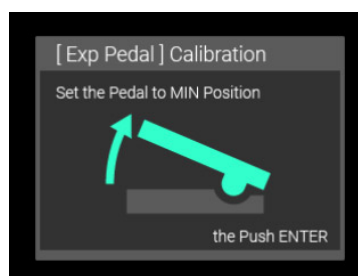 [ Exp Pedal ] Calibration
Set the Pedal to MIN Position
the Push ENTER